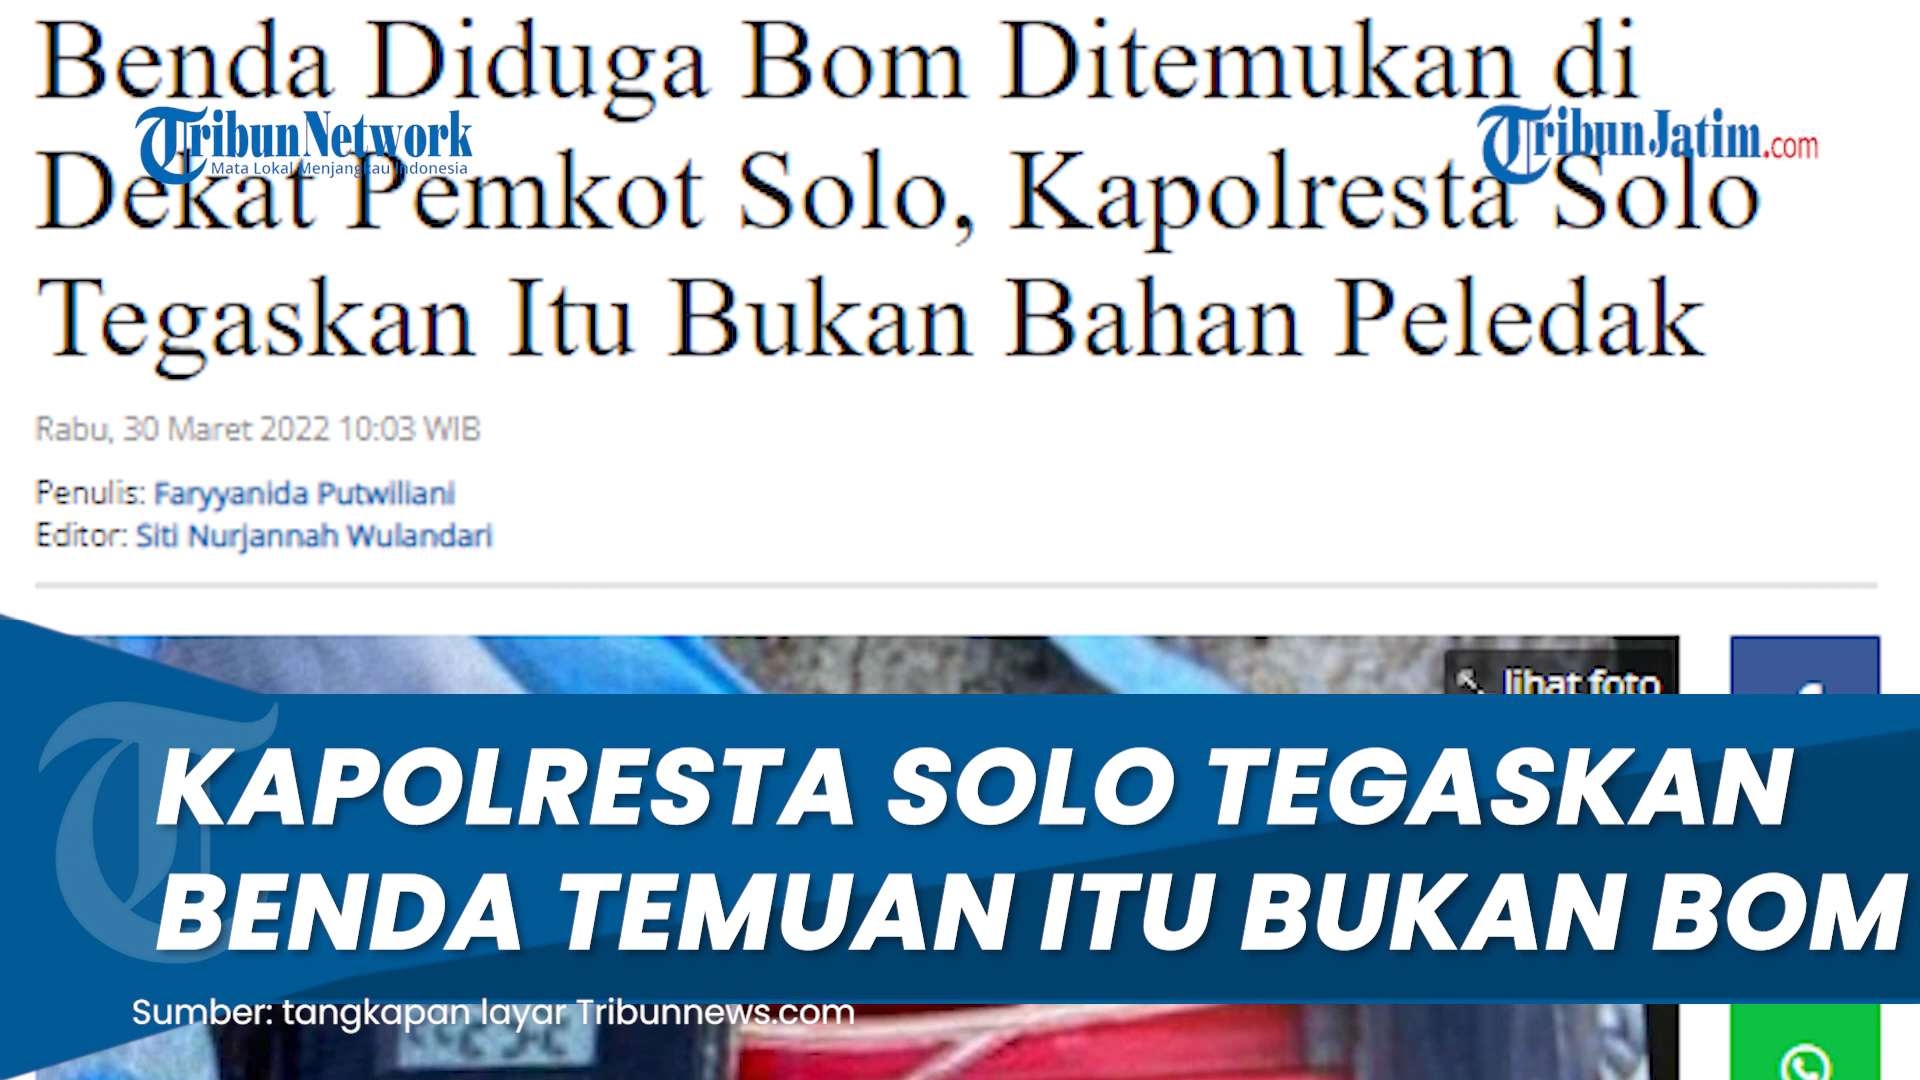 Benda Diduga Bom Ditemukan di
TribunNetwork
Mata Lokal Menjangkau Indonesia
TribunJatim.com
Dekat Pemkot Solo, Kapolresta Solo
Tegaskan Itu Bukan Bahan Peledak
Rabu, 30 Maret 2022 10:03 WIB
Penulis: Faryyanida Putwiliani
Editor: Siti Nurjannah Wulandari
lihat foto
KAPOLRESTA SOLO TEGASKAN
BENDA TEMUAN ITU BUKAN BOM
Sumber: tangkapan layar Tribunnews.com